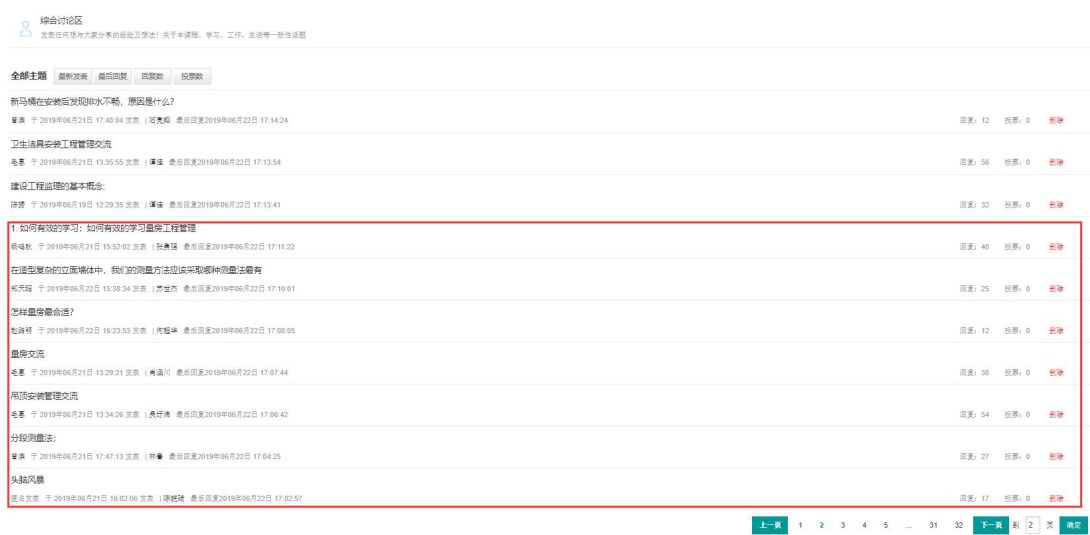 综合讨论区
发表任何想与大家分享的经验及想法！关于本课程、学习、工作、生活等一般性话题
全部主题 最新发表 最后回复 回复数 投票数
新马桶在安装后发现排水不畅，原因是什么?
于 2019年06月21日 17:48:04 发表 | 最后回复2019年06月22日 17:14:24 回复：12 投票：0 删除
卫生洁具安装工程管理交流
毛惠 于 2019年06月21日 13:35:55 发表 | 谭佳 最后回复2019年06月22日 17:13:54 回复：56 投票：0 删除
建设工程监理的基本概念;
于 2019年06月19日 12:29:35 发表 | 谭佳 最后回复2019年06月22日 17:13:41 回复：32 投票：0 删除
1. 如何有效的学习：如何有效的学习量房工程管理
于 2019年06月21日 15:52:02 发表 | 最后回复2019年06月22日 17:11:22 回复：40 投票：0 删除
在造型复杂的立面墙体中，我们的测量方法应该采取哪种测量法最有
于 2019年06月22日 15:38:34 发表 | 苏世杰 最后回复2019年06月22日 17:10:01 回复：25 投票：0 删除
怎样量房最合适?
于 2019年06月22日 16:23:53 发表 | 何超华 最后回复2019年06月22日 17:08:05 回复：12 投票：0 删除
量房交流
毛惠 于 2019年06月21日 13:29:21 发表 | 肖涵川 最后回复2019年06月22日 17:07:44 回复：38 投票：0 删除
吊顶安装管理交流
毛惠 于 2019年06月21日 13:34:26 发表 | 最后回复2019年06月22日 17:06:42 回复：54 投票：0 删除
分段测量法;
于 2019年06月21日 17:47:13 发表 | 最后回复2019年06月22日 17:04:25 回复：27 投票：0 删除
头脑风暴
匿名发表 于 2019年06月21日 16:02:06 发表 | 陈晓琦 最后回复2019年06月22日 17:02:57 回复：17 投票：0 删除
上一页 1 2 3 4 5 ... 31 32 下一页 到 2 页 确定